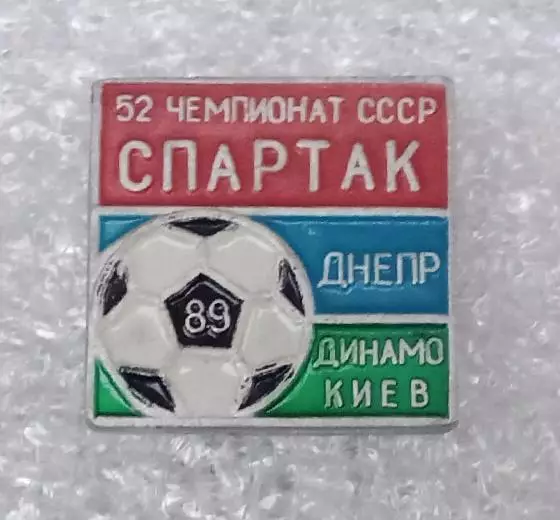 52 ЧЕМПИОНАТ СССР
СПАРТАК
ДНЕПР
89
ДИНАМО
КИЕВ